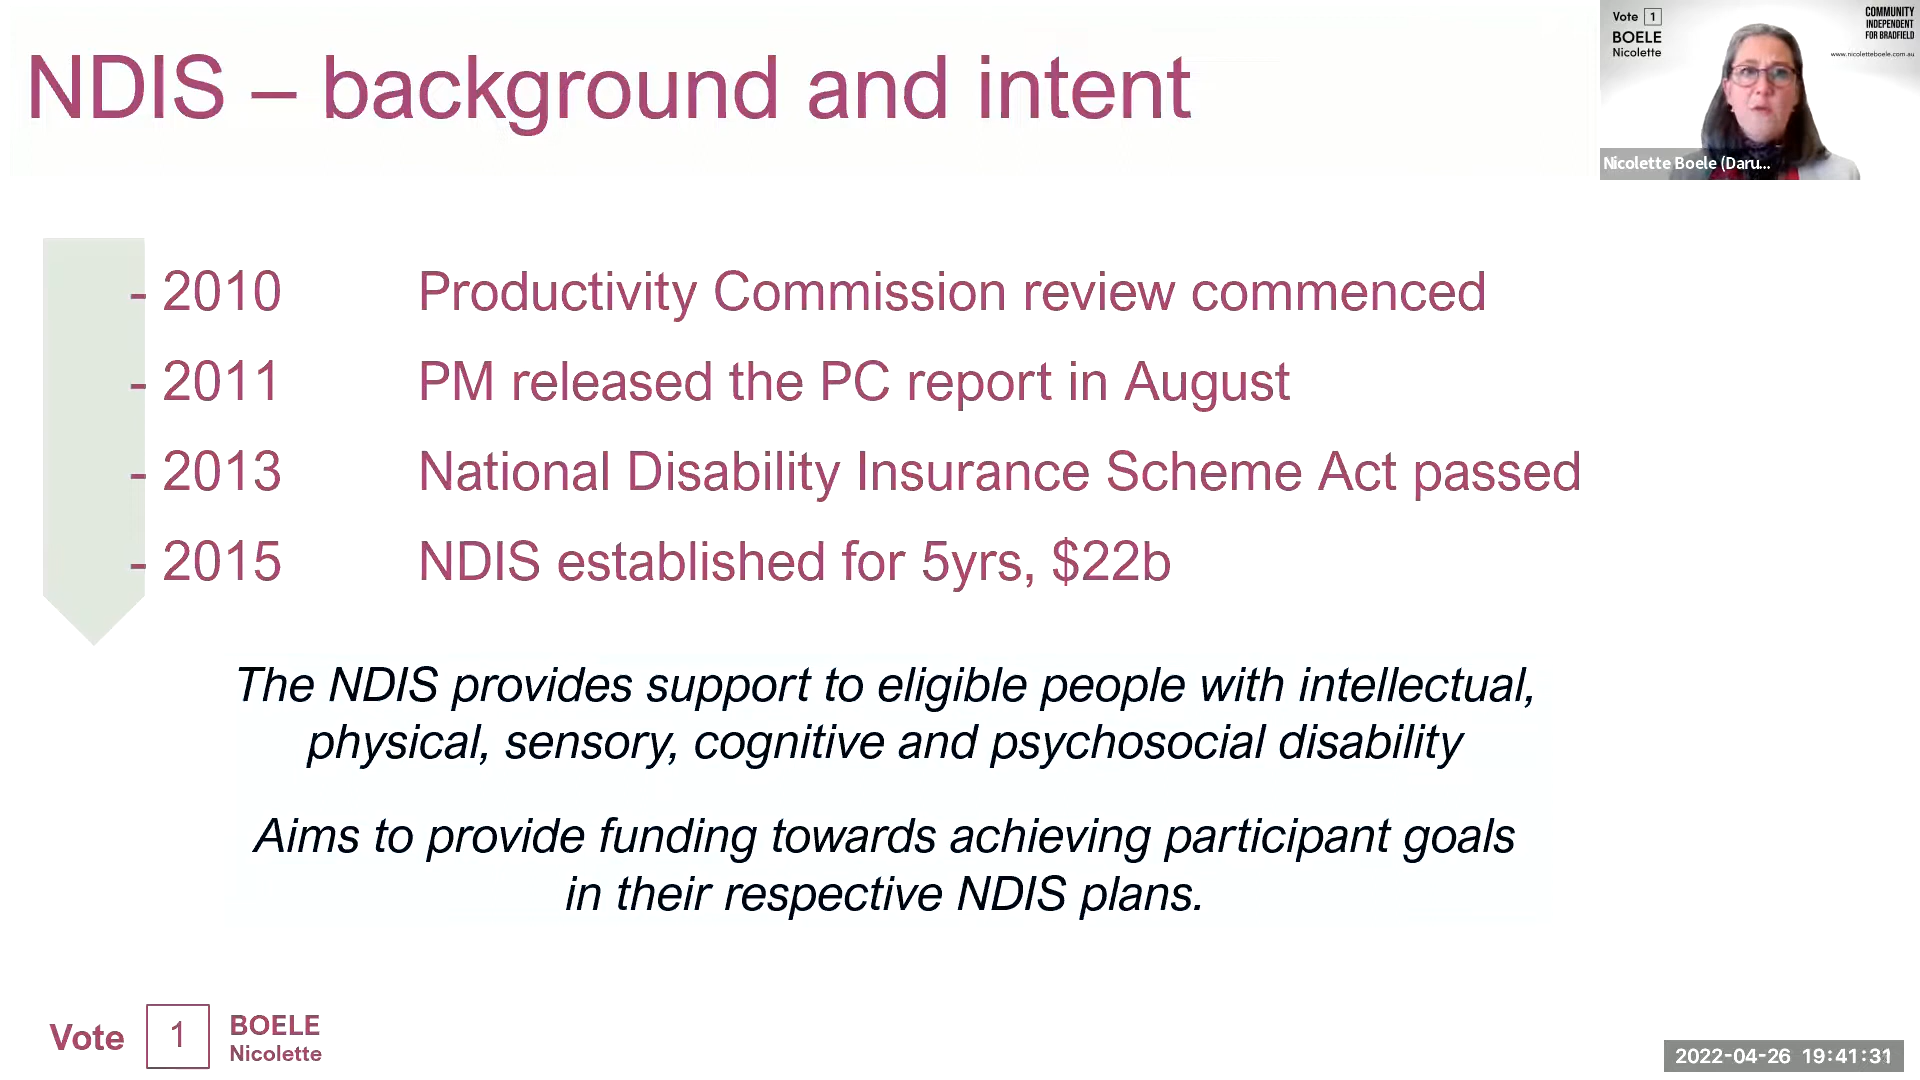 NDIS – background and intent
Vote 1
BOELE
Nicolette
COMMUNITY
INDEPENDENT
FOR BRADFIELD
www.nicoletteboele.com.au
Nicolette Boele (Daru...
- 2010 Productivity Commission review commenced
- 2011 PM released the PC report in August
- 2013 National Disability Insurance Scheme Act passed
- 2015 NDIS established for 5yrs, $22b
The NDIS provides support to eligible people with intellectual,
physical, sensory, cognitive and psychosocial disability
Aims to provide funding towards achieving participant goals
in their respective NDIS plans.
Vote 1 BOELE
Nicolette
2022-04-26 19:41:31